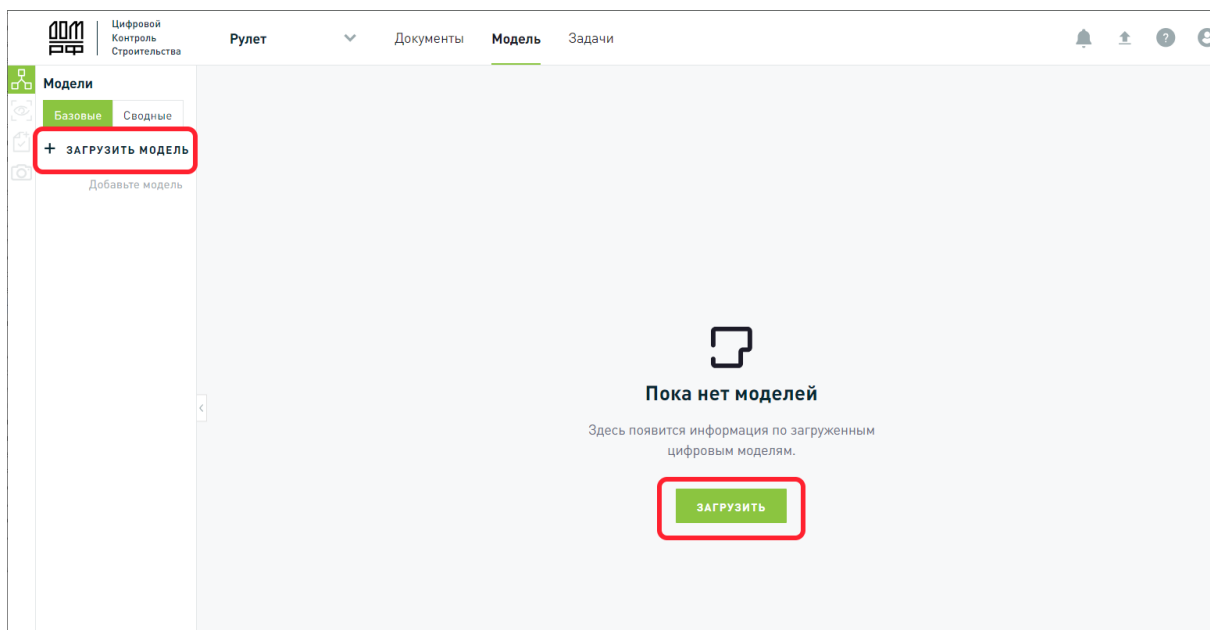 ДОМ
РФ
Цифровой
Контроль
Строительства
Рулет
Документы
Модель
Задачи
Модели
Базовые
Сводные
+ ЗАГРУЗИТЬ МОДЕЛЬ
Добавьте модель
Пока нет моделей
Здесь появится информация по загруженным
цифровым моделям.
ЗАГРУЗИТЬ